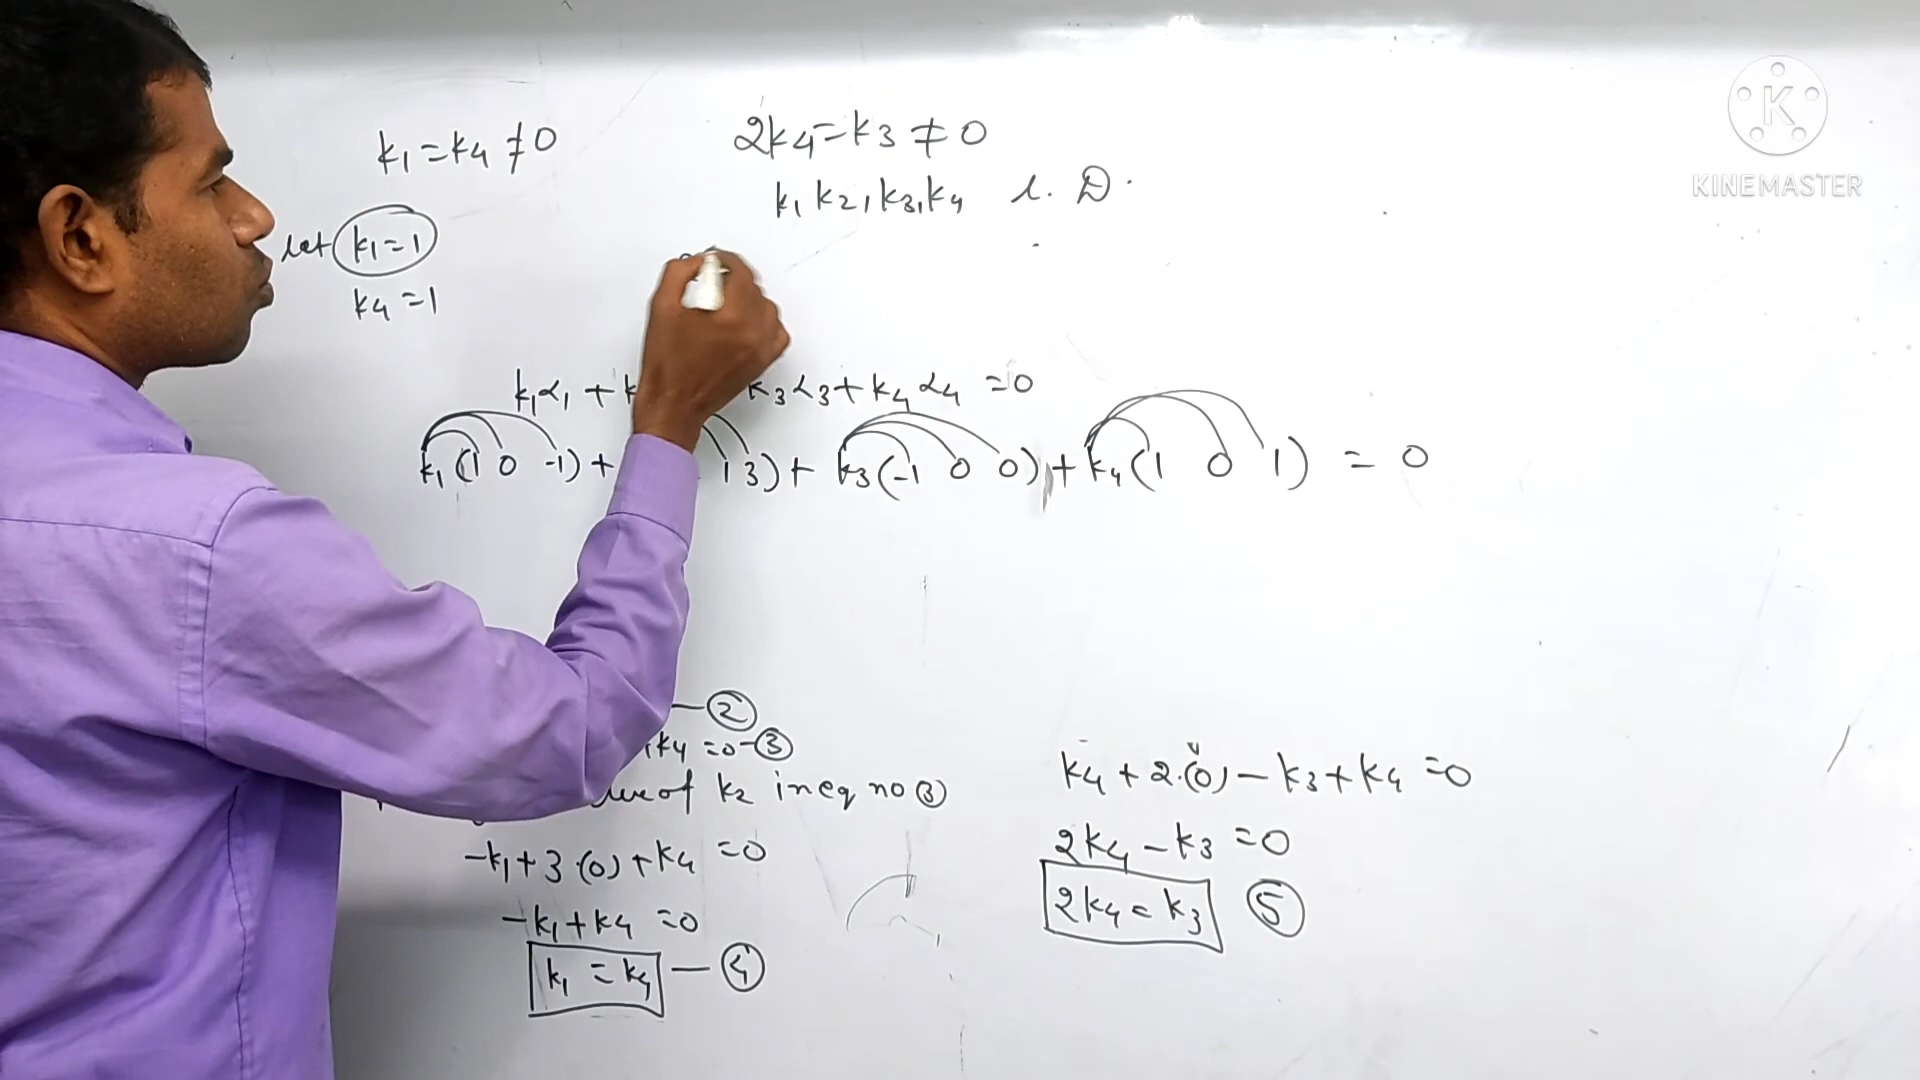 k₁ = k₄ ≠ 0
2k₄ = k₃ ≠ 0
k₁ k₂, k₃, k₄ L. D.
let k₁ = 1
k₄ = 1
k₁α₁ + k k₃α₃ + k₄α₄ = 0
k₁(1 0 -1) + 1 3) + k₃(-1 0 0) + k₄(1 0 1) = 0
— ②
k₄ = 0 — ③
of k₂ in eq no ③
-k₁ + 3·(0) + k₄ = 0
-k₁ + k₄ = 0
k₁ = k₄ — ④
k₄ + 2·(0) - k₃ + k₄ = 0
2k₄ - k₃ = 0
2k₄ = k₃ ⑤
K
KINEMASTER